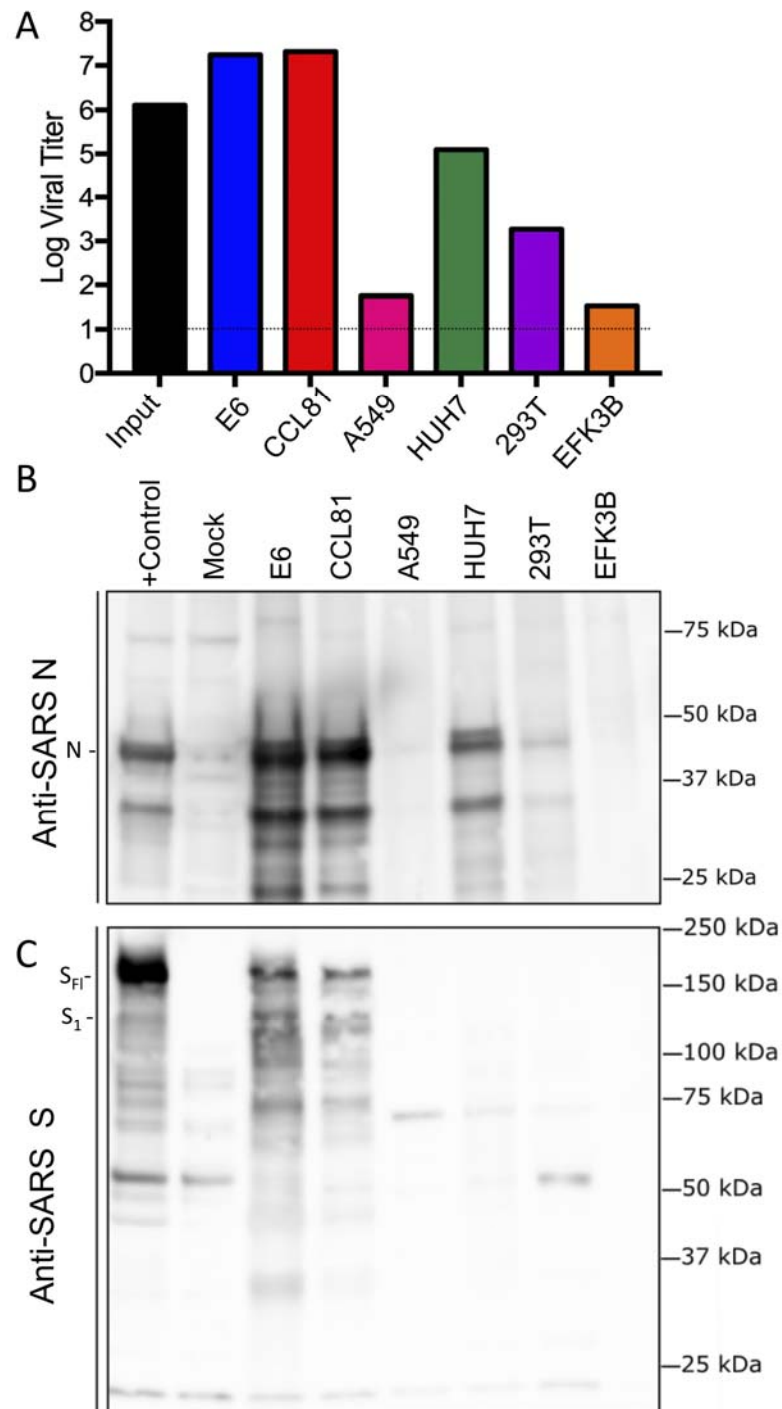 A
8
7
6
5
4
3
2
1
0
Log Viral Titer
Input
E6
CCL81
A549
HUH7
293T
EFK3B
B
+Control
Mock
E6
CCL81
A549
HUH7
293T
EFK3B
Anti-SARS N
N -
75 kDa
50 kDa
37 kDa
25 kDa
C
Anti-SARS S
SFl-
S1 -
250 kDa
150 kDa
100 kDa
75 kDa
50 kDa
37 kDa
25 kDa